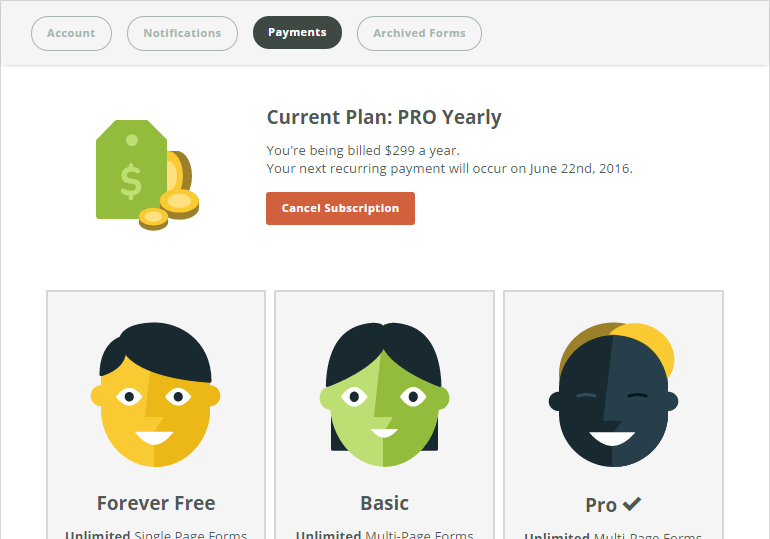 Account
Notifications
Payments
Archived Forms
Current Plan: PRO Yearly
You're being billed $299 a year.
Your next recurring payment will occur on June 22nd, 2016.
$
Cancel Subscription
Forever Free
Basic
Pro
Unlimited Single Page Forms
Unlimited Multi-Page Forms
Unlimited Multi-Page Forms